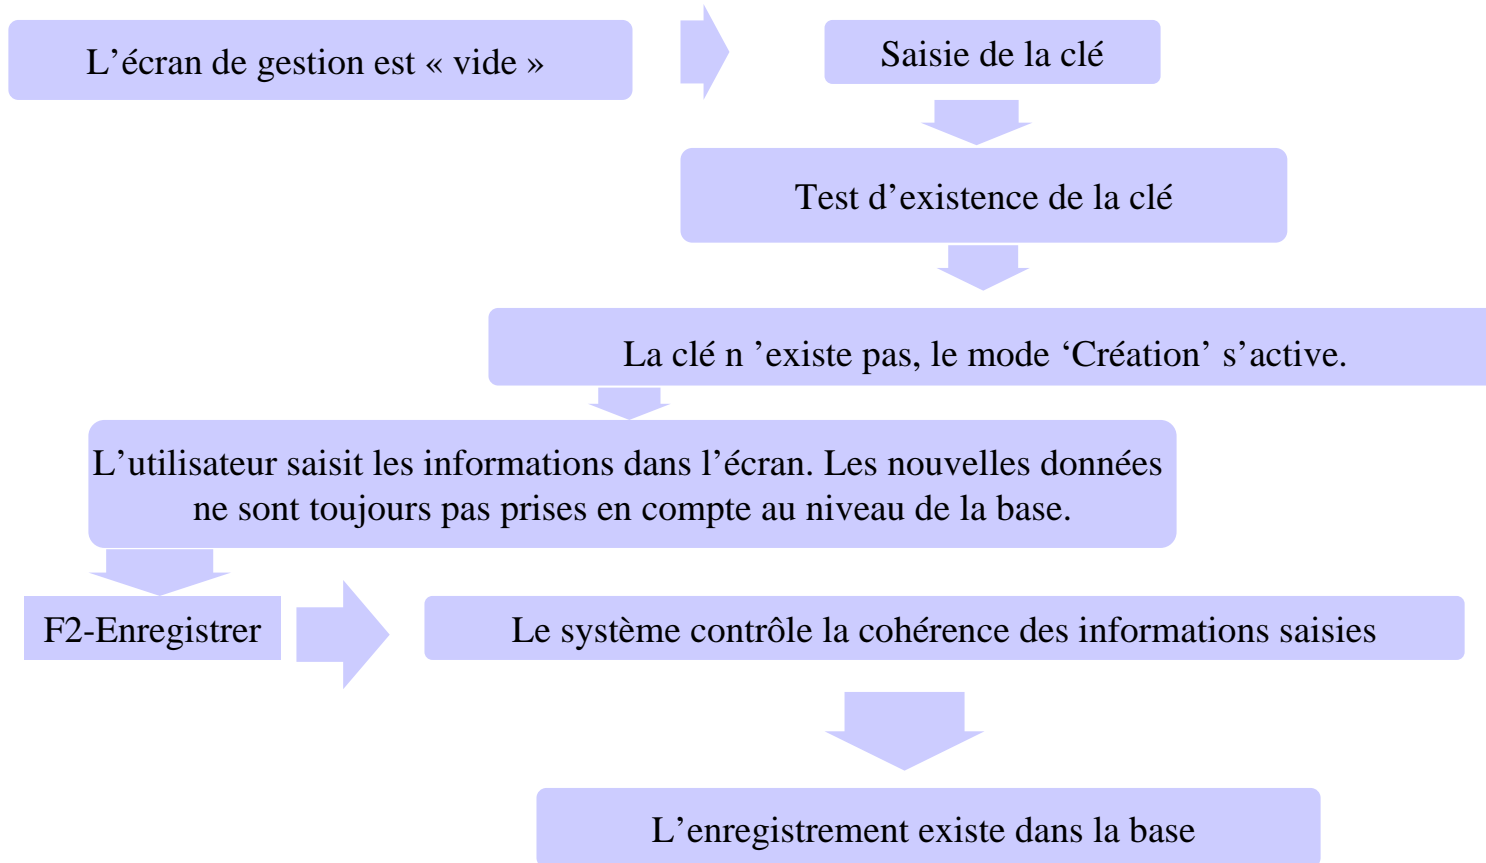 L’écran de gestion est « vide »
Saisie de la clé
Test d’existence de la clé
La clé n ’existe pas, le mode ‘Création’ s’active.
L’utilisateur saisit les informations dans l’écran. Les nouvelles données
ne sont toujours pas prises en compte au niveau de la base.
F2-Enregistrer
Le système contrôle la cohérence des informations saisies
L’enregistrement existe dans la base